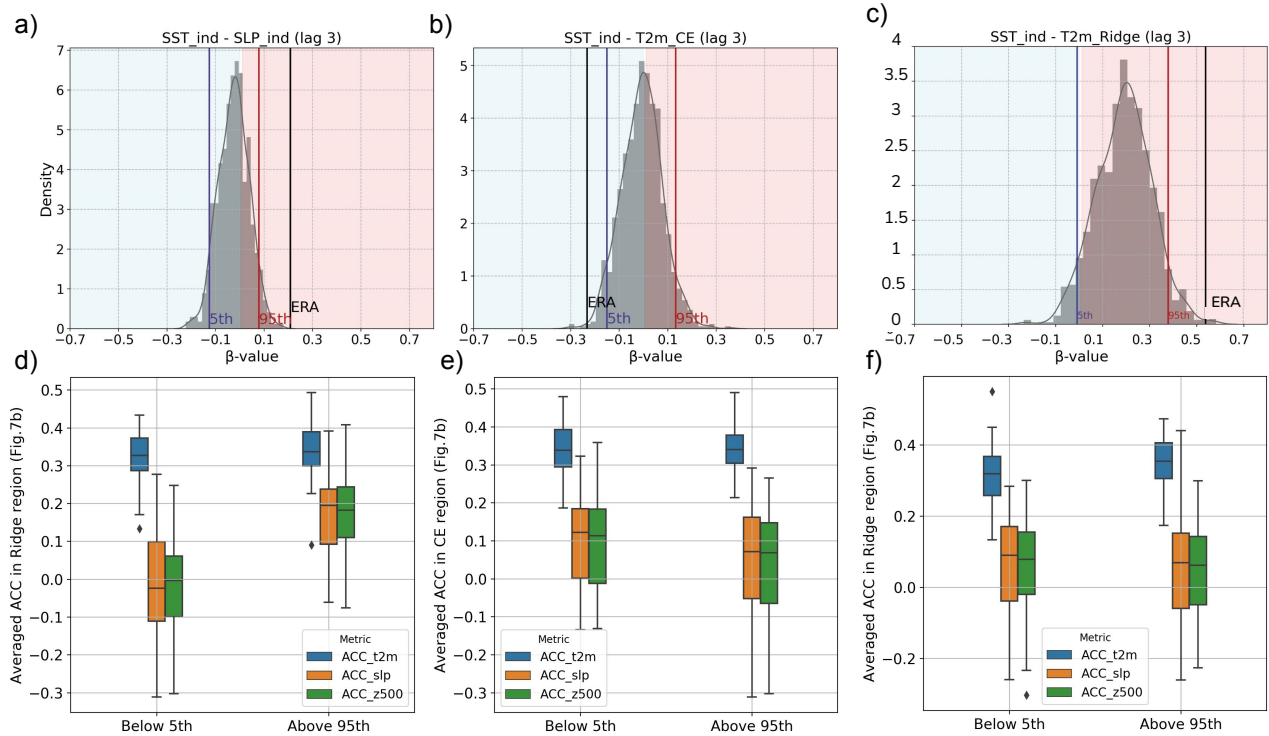 a)
SST_ind - SLP_ind (lag 3)
7
6
5
4
3
2
1
0
Density
−0.7
−0.5
−0.3
−0.1
0.1
0.3
0.5
0.7
β-value
5th
95th
ERA
b)
SST_ind - T2m_CE (lag 3)
5
4
3
2
1
0
−0.7
−0.5
−0.3
−0.1
0.1
0.3
0.5
0.7
β-value
ERA
5th
95th
c)
SST_ind - T2m_Ridge (lag 3)
4
3.5
3
2.5
2
1.5
1
0.5
0
−0.7
−0.5
−0.3
−0.1
0.1
0.3
0.5
0.7
β-value
5th
95th
ERA
d)
Averaged ACC in Ridge region (Fig.7b)
0.5
0.4
0.3
0.2
0.1
0.0
−0.1
−0.2
−0.3
Below 5th
Above 95th
Metric
ACC_t2m
ACC_slp
ACC_z500
e)
Averaged ACC in CE region (Fig.7b)
0.5
0.4
0.3
0.2
0.1
0.0
−0.1
−0.2
−0.3
Below 5th
Above 95th
Metric
ACC_t2m
ACC_slp
ACC_z500
f)
Averaged ACC in Ridge region (Fig.7b)
0.4
0.2
0.0
−0.2
Below 5th
Above 95th
Metric
ACC_t2m
ACC_slp
ACC_z500